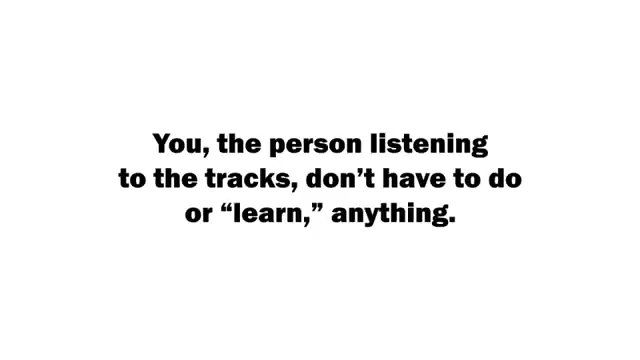 You, the person listening
to the tracks, don’t have to do
or “learn,” anything.